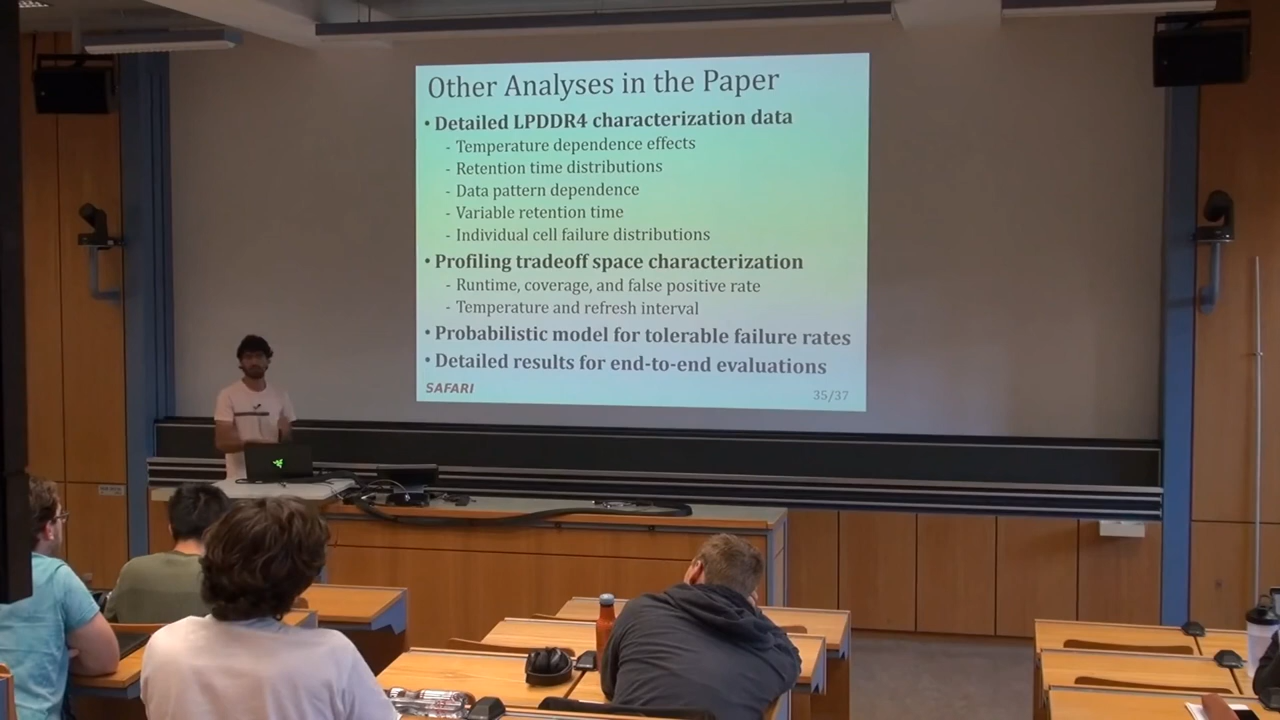 Other Analyses in the Paper
• Detailed LPDDR4 characterization data
- Temperature dependence effects
- Retention time distributions
- Data pattern dependence
- Variable retention time
- Individual cell failure distributions
• Profiling tradeoff space characterization
- Runtime, coverage, and false positive rate
- Temperature and refresh interval
• Probabilistic model for tolerable failure rates
• Detailed results for end-to-end evaluations
SAFARI
35/37